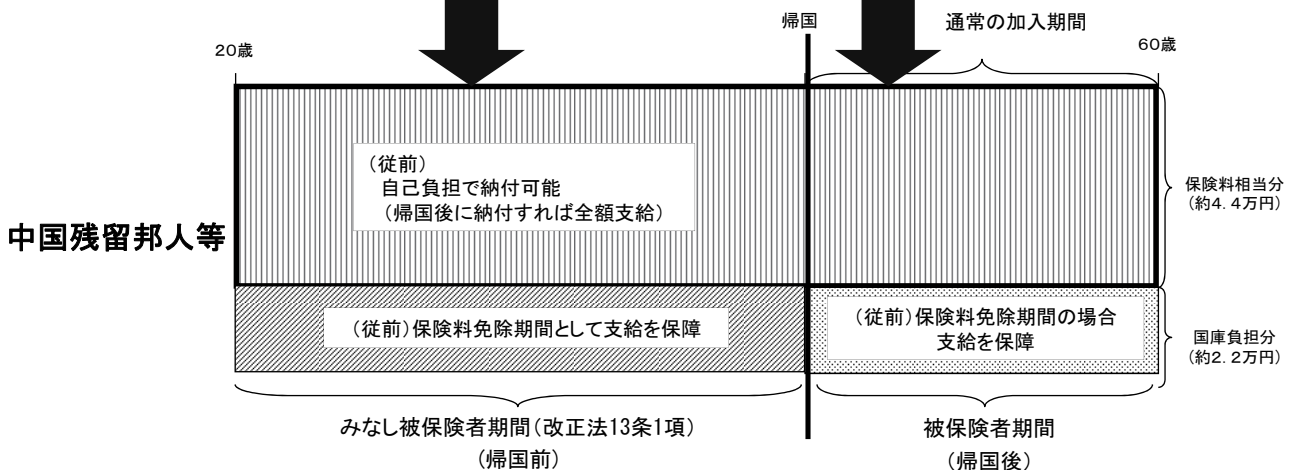 帰国
通常の加入期間
20歳
60歳
（従前）
自己負担で納付可能
（帰国後に納付すれば全額支給）
保険料相当分
（約4．4万円）
中国残留邦人等
（従前）保険料免除期間として支給を保障
（従前）保険料免除期間の場合
支給を保障
国庫負担分
（約2．2万円）
みなし被保険者期間（改正法13条1項）
（帰国前）
被保険者期間
（帰国後）